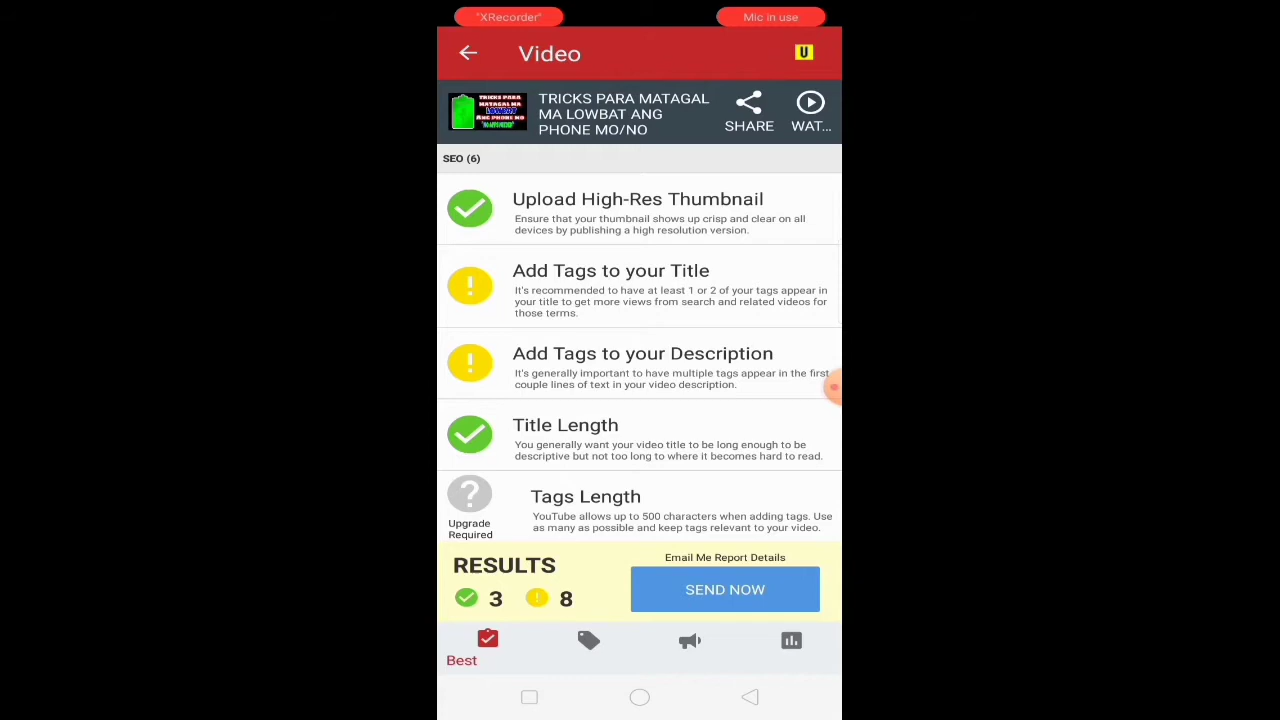 "XRecorder"
Mic in use
Video
U
TRICKS PARA
MATAGAL MA
LOWBAT
ANG PHONE MO
TRICKS PARA MATAGAL
MA LOWBAT ANG
PHONE MO/NO
SHARE
WAT...
SEO (6)
Upload High-Res Thumbnail
Ensure that your thumbnail shows up crisp and clear on all
devices by publishing a high resolution version.
Add Tags to your Title
It's recommended to have at least 1 or 2 of your tags appear in
your title to get more views from search and related videos for
those terms.
Add Tags to your Description
It's generally important to have multiple tags appear in the first
couple lines of text in your video description.
Title Length
You generally want your video title to be long enough to be
descriptive but not too long to where it becomes hard to read.
Upgrade
Required
Tags Length
YouTube allows up to 500 characters when adding tags. Use
as many as possible and keep tags relevant to your video.
RESULTS
3
8
Email Me Report Details
SEND NOW
Best